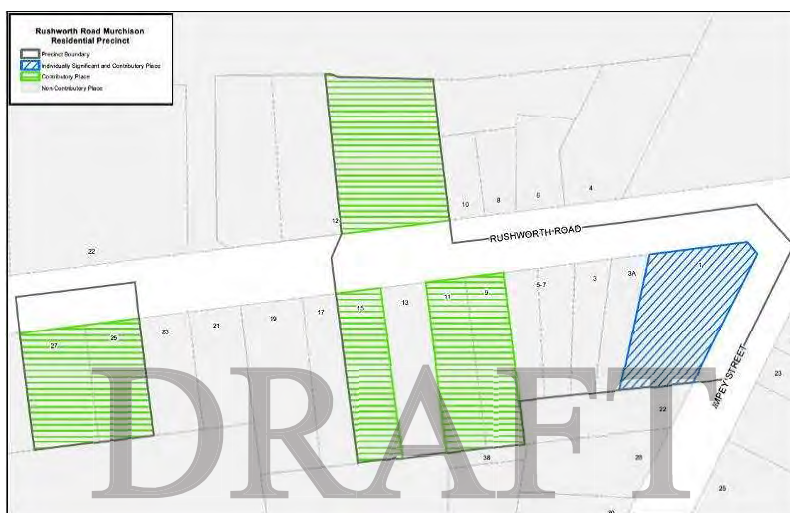 Rushworth Road Murchison
Residential Precinct
Precinct Boundary
Individually Significant and Contributory Place
Contributory Place
Non-Contributory Place
12
10
8
6
4
22
RUSHWORTH ROAD
27
25
23
21
19
17
15
13
11
9
5-7
3
3A
1
IMPEY STREET
23
22
28
38
25
DRAFT